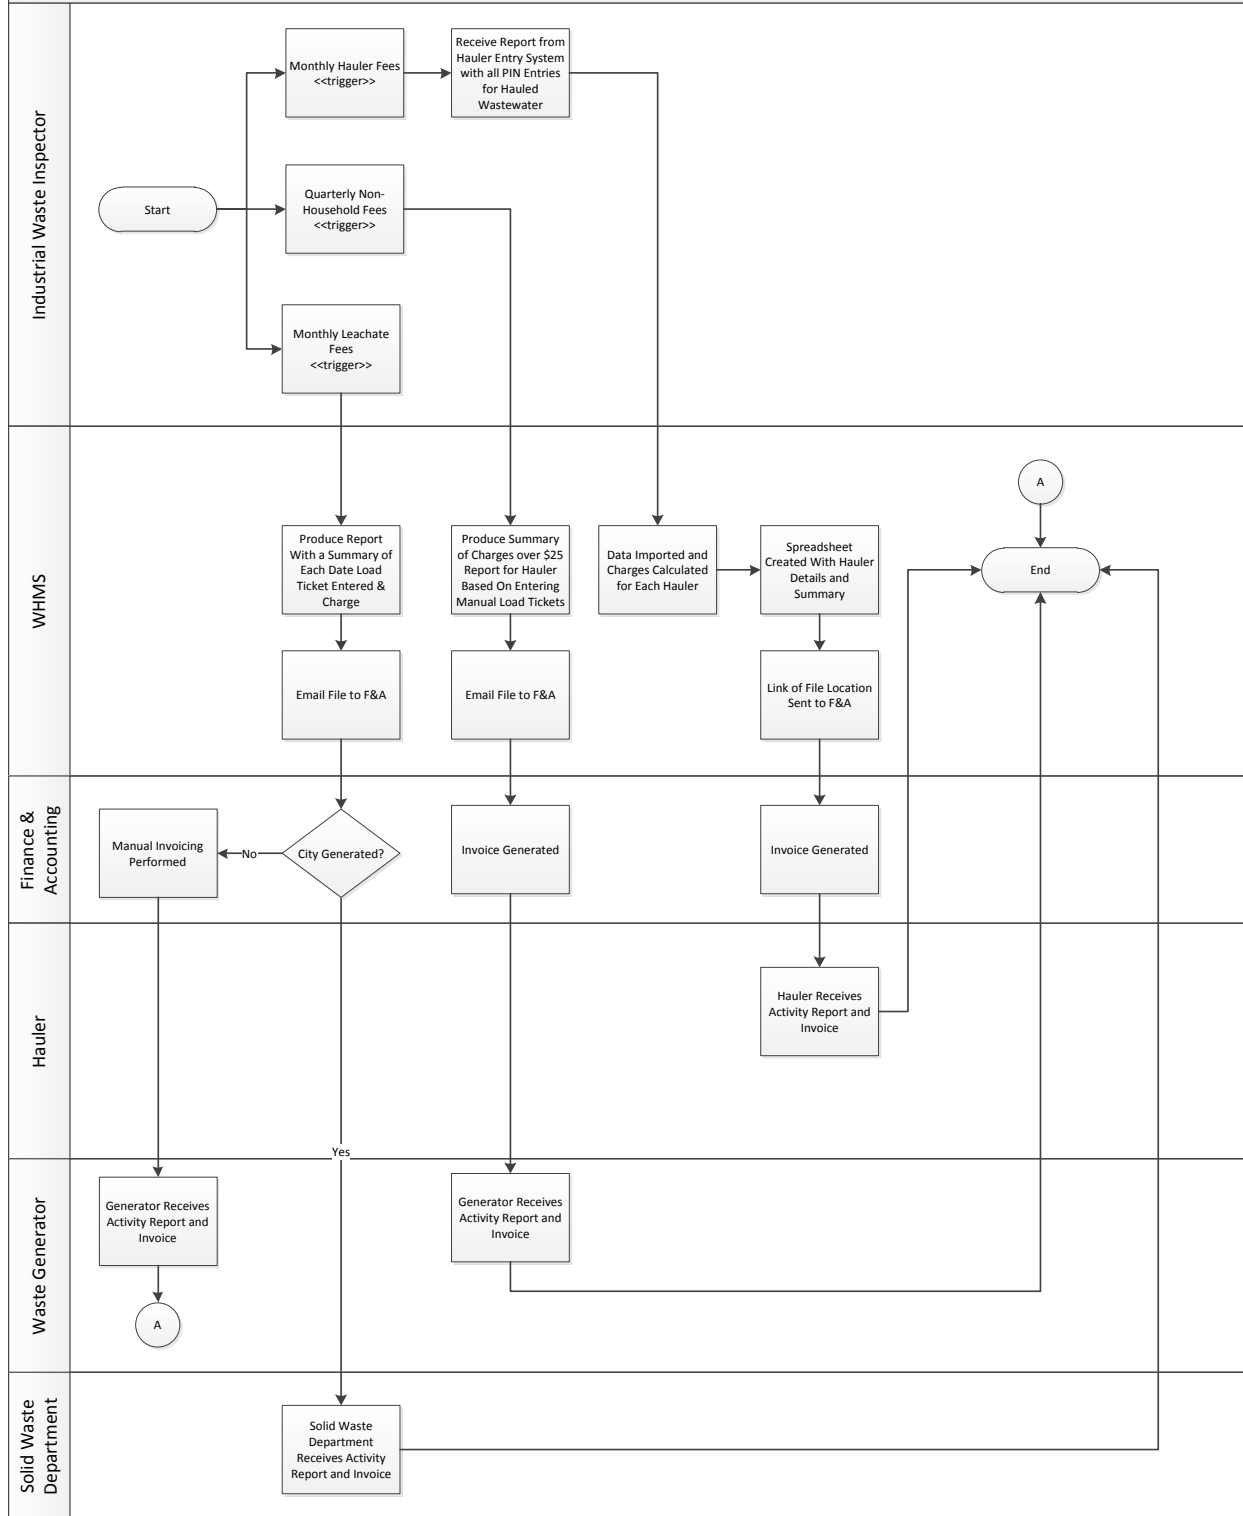 Industrial Waste Inspector
Monthly Hauler Fees
<<trigger>>
Receive Report from
Hauler Entry System
with all PIN Entries
for Hauled
Wastewater
Start
Quarterly Non-
Household Fees
<<trigger>>
Monthly Leachate
Fees
<<trigger>>
WHMS
A
Produce Report
With a Summary of
Each Date Load
Ticket Entered &
Charge
Produce Summary
of Charges over $25
Report for Hauler
Based On Entering
Manual Load Tickets
Data Imported and
Charges Calculated
for Each Hauler
Spreadsheet
Created With Hauler
Details and
Summary
End
Email File to F&A
Email File to F&A
Link of File Location
Sent to F&A
Finance &
Accounting
Manual Invoicing
Performed
No
City Generated?
Invoice Generated
Invoice Generated
Hauler
Hauler Receives
Activity Report and
Invoice
Yes
Waste Generator
Generator Receives
Activity Report and
Invoice
Generator Receives
Activity Report and
Invoice
A
Solid Waste
Department
Solid Waste
Department
Receives Activity
Report and Invoice